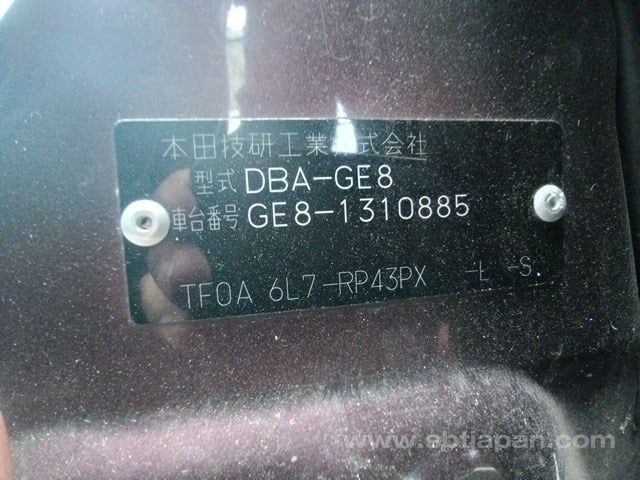 本田技研工業株式会社
型式 DBA-GE8
車台番号 GE8-1310885
TF0A 6L7-RP43PX -L -S.
www.ebtjapan.com